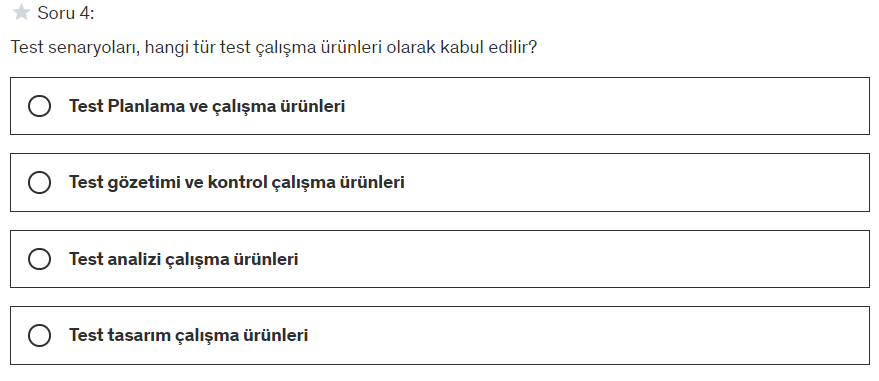 Soru 4:
Test senaryoları, hangi tür test çalışma ürünleri olarak kabul edilir?
Test Planlama ve çalışma ürünleri
Test gözetimi ve kontrol çalışma ürünleri
Test analizi çalışma ürünleri
Test tasarım çalışma ürünleri